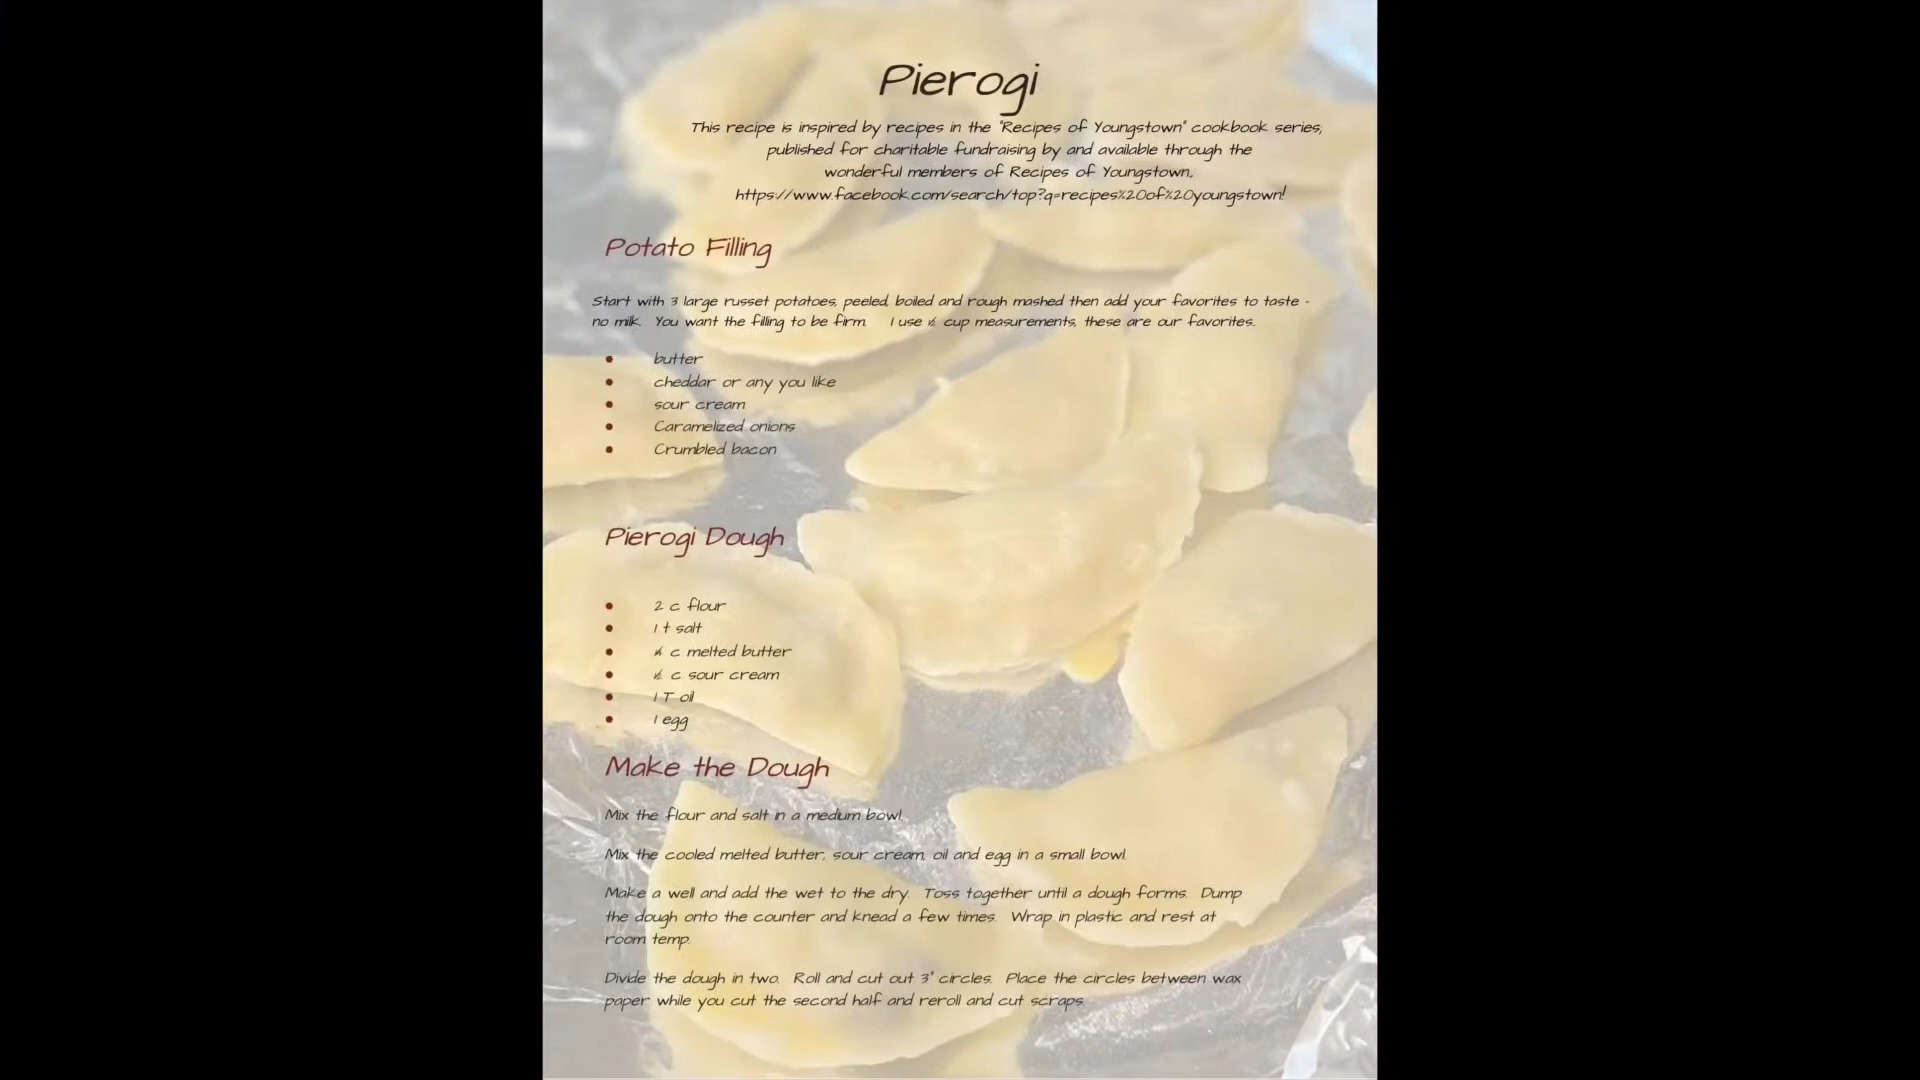 Pierogi
This recipe is inspired by recipes in the "Recipes of Youngstown" cookbook series,
published for charitable fundraising by and available through the
wonderful members of Recipes of Youngstown,
https://www.facebook.com/search/top?q=recipes%20of%20youngstown!
Potato Filling
Start with 3 large russet potatoes, peeled, boiled and rough mashed then add your favorites to taste -
no milk. You want the filling to be firm. I use ½ cup measurements, these are our favorites.
• butter
• cheddar or any you like
• sour cream
• Caramelized onions
• Crumbled bacon
Pierogi Dough
• 2 c flour
• 1 t salt
• c melted butter
• ½ c sour cream
• 1 T oil
• 1 egg
Make the Dough
Mix the flour and salt in a medium bowl.
Mix the cooled melted butter, sour cream, oil and egg in a small bowl.
Make a well and add the wet to the dry. Toss together until a dough forms. Dump
the dough onto the counter and knead a few times. Wrap in plastic and rest at
room temp.
Divide the dough in two. Roll and cut out 3" circles. Place the circles between wax
paper while you cut the second half and reroll and cut scraps.